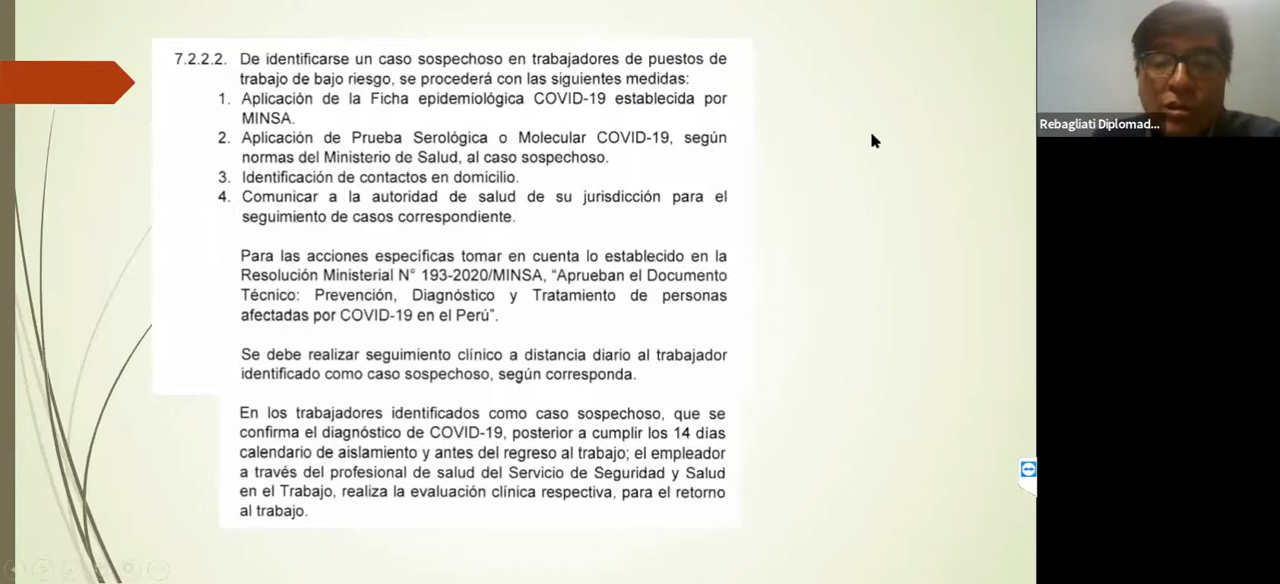 7.2.2.2. De identificarse un caso sospechoso en trabajadores de puestos de
trabajo de bajo riesgo, se procederá con las siguientes medidas:
1. Aplicación de la Ficha epidemiológica COVID-19 establecida por
MINSA.
2. Aplicación de Prueba Serológica o Molecular COVID-19, según
normas del Ministerio de Salud, al caso sospechoso.
3. Identificación de contactos en domicilio.
4. Comunicar a la autoridad de salud de su jurisdicción para el
seguimiento de casos correspondiente.
Para las acciones específicas tomar en cuenta lo establecido en la
Resolución Ministerial N° 193-2020/MINSA, “Aprueban el Documento
Técnico: Prevención, Diagnóstico y Tratamiento de personas
afectadas por COVID-19 en el Perú”.
Se debe realizar seguimiento clínico a distancia diario al trabajador
identificado como caso sospechoso, según corresponda.
En los trabajadores identificados como caso sospechoso, que se
confirma el diagnóstico de COVID-19, posterior a cumplir los 14 días
calendario de aislamiento y antes del regreso al trabajo; el empleador
a través del profesional de salud del Servicio de Seguridad y Salud
en el Trabajo, realiza la evaluación clínica respectiva, para el retorno
al trabajo.
Rebagliati Diplomad...